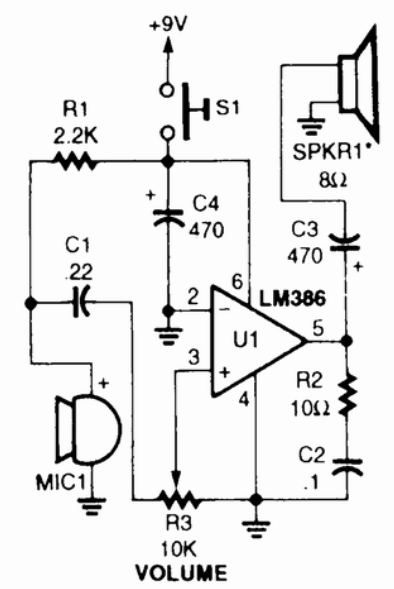 +9V
S1
R1
2.2K
SPKR1*
8Ω
+
C4
470
C3
470
+
C1
.22
6
LM386
2
−
U1
5
3
+
4
R2
10Ω
+
MIC1
C2
.1
R3
10K
VOLUME